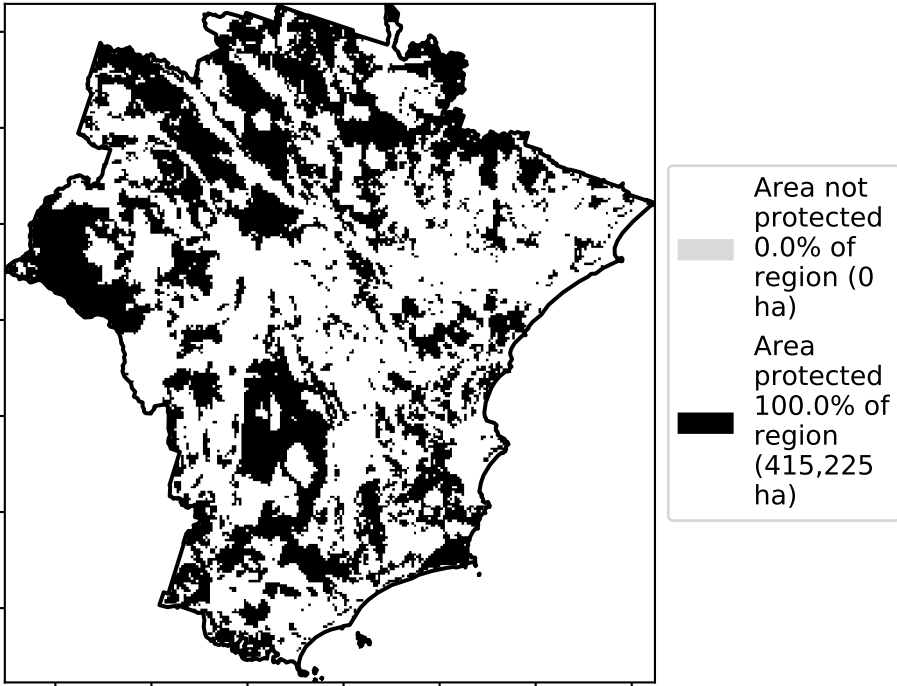 Area not
protected
0.0% of
region (0
ha)
Area
protected
100.0% of
region
(415,225
ha)